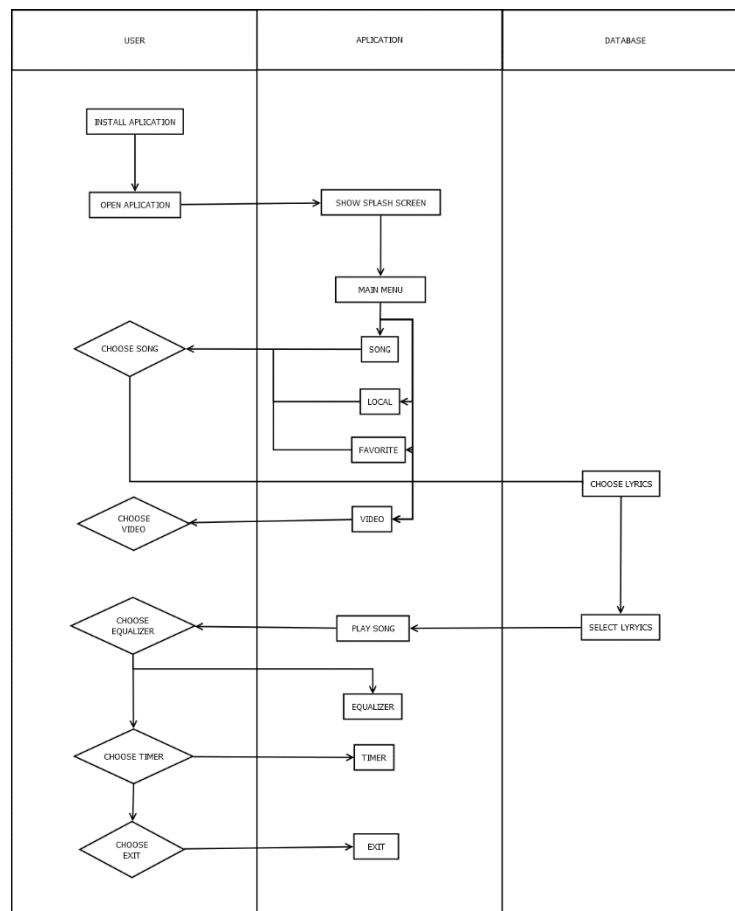 USER
APLICATION
DATABASE
INSTALL APLICATION
OPEN APLICATION
SHOW SPLASH SCREEN
MAIN MENU
CHOOSE SONG
SONG
LOCAL
FAVORITE
CHOOSE LYRICS
CHOOSE
VIDEO
VIDEO
CHOOSE
EQUALIZER
PLAY SONG
SELECT LYRYICS
EQUALIZER
CHOOSE TIMER
TIMER
CHOOSE
EXIT
EXIT